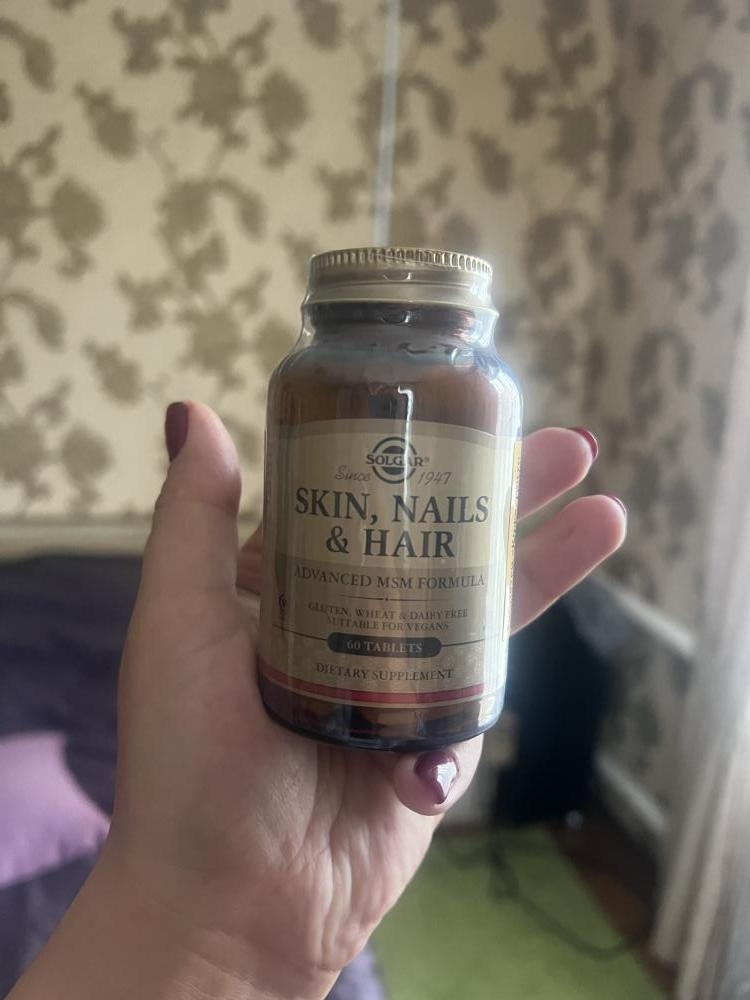 SOLGAR®
Since 1947
SKIN, NAILS
& HAIR
ADVANCED MSM FORMULA
GLUTEN, WHEAT & DAIRY FREE
SUITABLE FOR VEGANS
60 TABLETS
DIETARY SUPPLEMENT